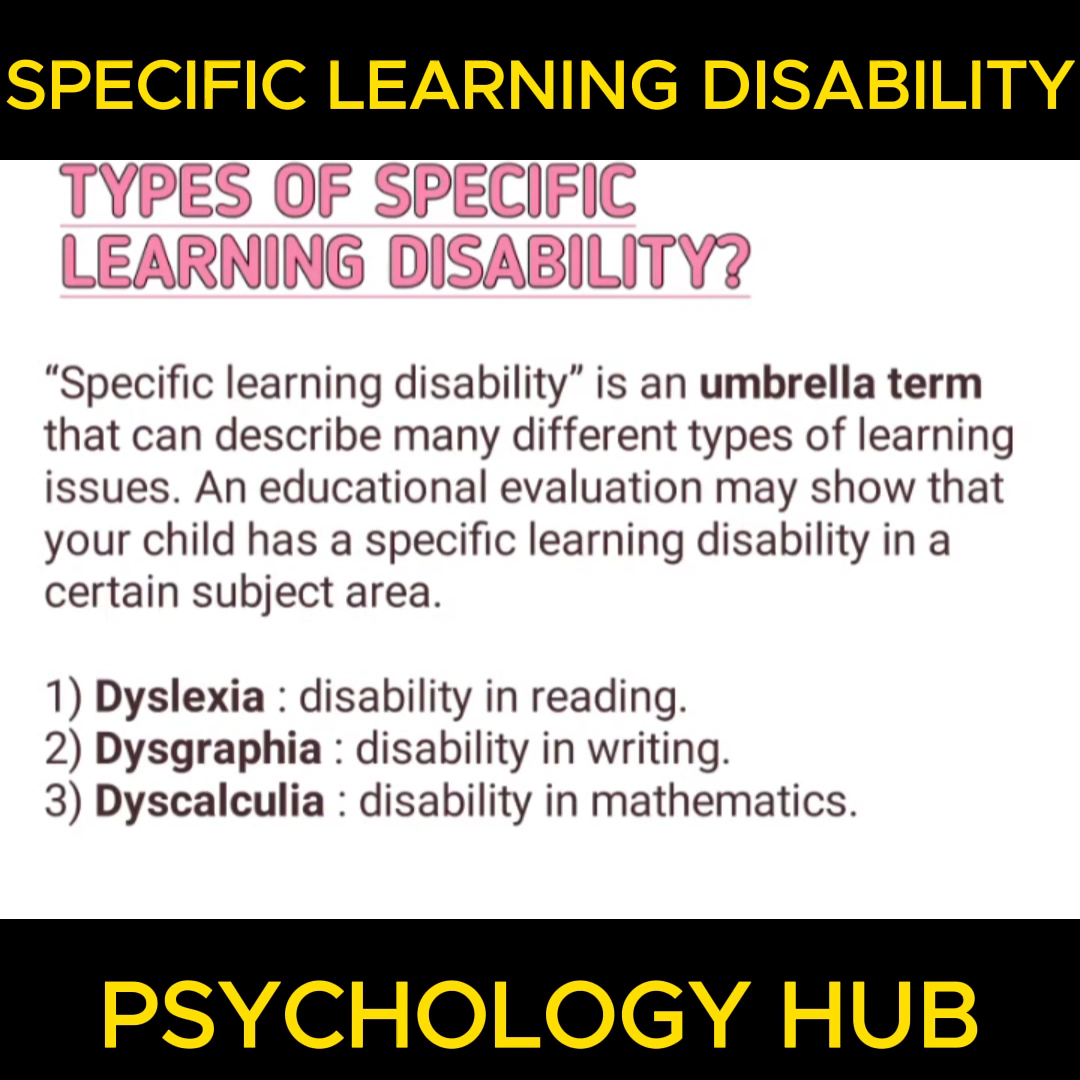 SPECIFIC LEARNING DISABILITY
TYPES OF SPECIFIC
LEARNING DISABILITY?
“Specific learning disability” is an umbrella term
that can describe many different types of learning
issues. An educational evaluation may show that
your child has a specific learning disability in a
certain subject area.
1) Dyslexia : disability in reading.
2) Dysgraphia : disability in writing.
3) Dyscalculia : disability in mathematics.
PSYCHOLOGY HUB